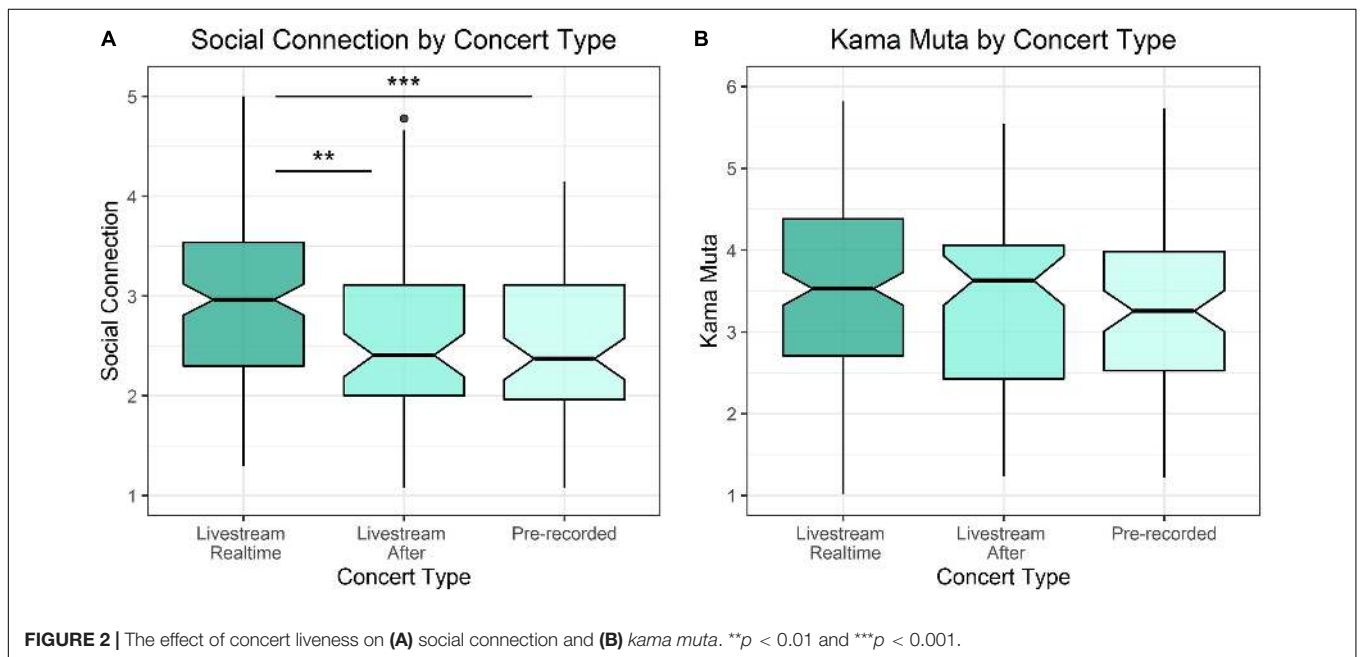 A
Social Connection by Concert Type
Social Connection
5
4
3
2
1
***
**
Livestream
Realtime
Livestream
After
Pre-recorded
Concert Type
B
Kama Muta by Concert Type
Kama Muta
6
5
4
3
2
1
Livestream
Realtime
Livestream
After
Pre-recorded
Concert Type
FIGURE 2 | The effect of concert liveness on (A) social connection and (B) kama muta. **p < 0.01 and ***p < 0.001.